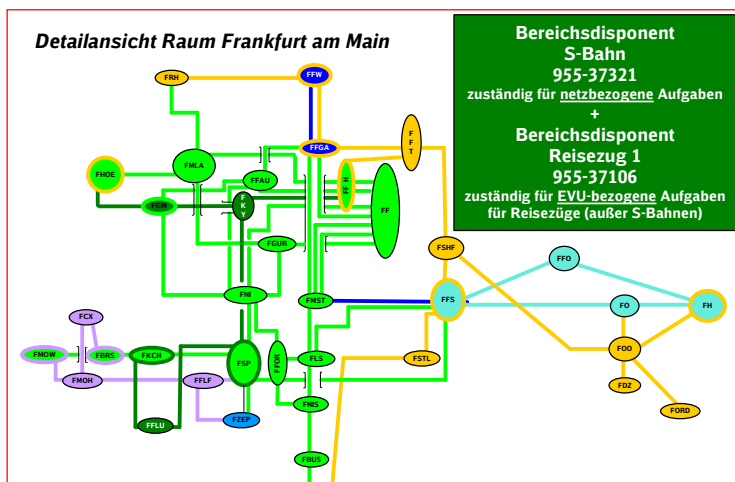 Detailansicht Raum Frankfurt am Main
Bereichsdisponent
S-Bahn
955-37321
zuständig für netzbezogene Aufgaben
+
Bereichsdisponent
Reisezug 1
955-37106
zuständig für EVU-bezogene Aufgaben
für Reisezüge (außer S-Bahnen)
FRH
FFW
FFGA
FFT
FHOE
FMLA
FFAU
FFH
FGM
FKY
FF
FGUR
FSHF
FFO
FNI
FMST
FFS
FO
FH
FCX
FMOW
FBRS
FKCH
FSP
FFOR
FLS
FSTL
FOO
FMOH
FFLF
FDZ
FNIS
FORD
FFLU
FZEP
FBUS